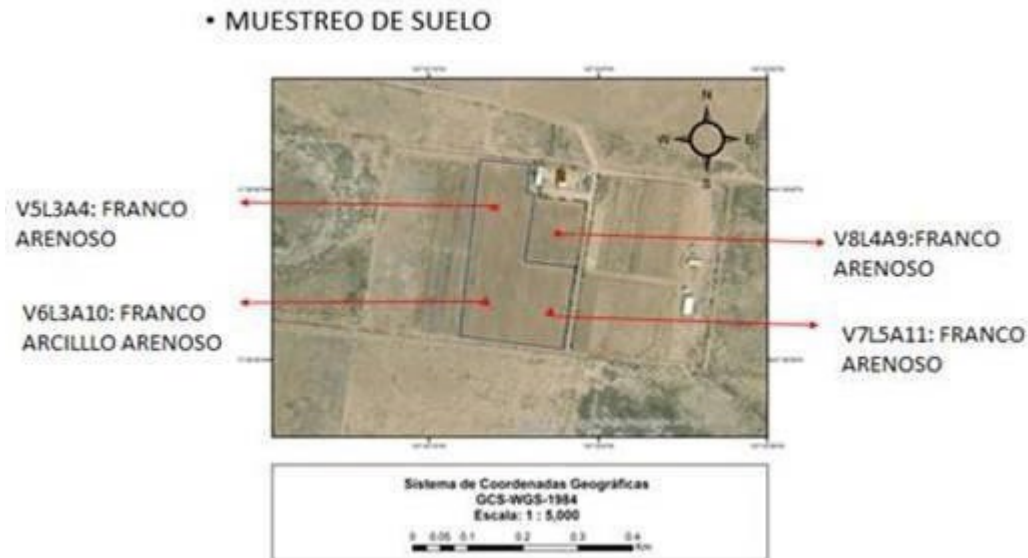 • MUESTREO DE SUELO
N
W
E
S
V5L3A4: FRANCO
ARENOSO
V8L4A9:FRANCO
ARENOSO
V6L3A10: FRANCO
ARCILLLO ARENOSO
V7L5A11: FRANCO
ARENOSO
Sistema de Coordenadas Geográficas
GCS-WGS-1984
Escala: 1 : 5,000
0 0.05 0.1 0.2 0.3 0.4
Km